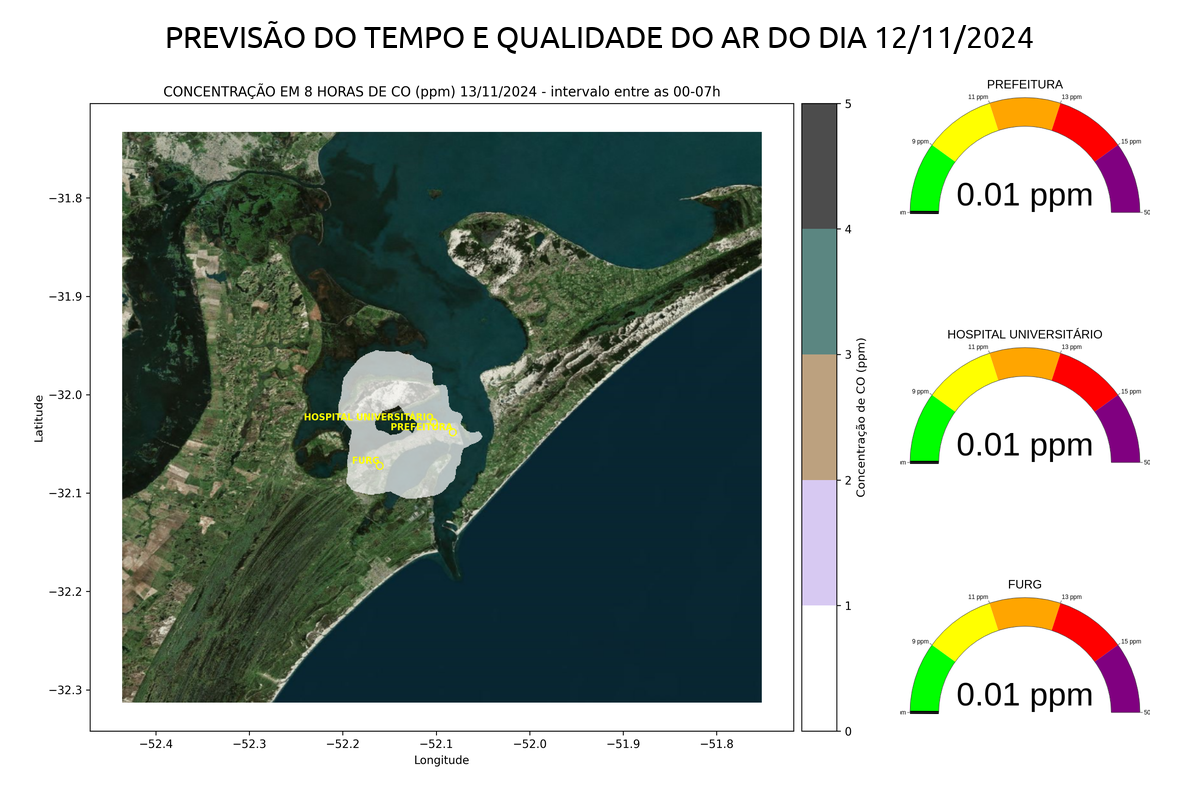 PREVISÃO DO TEMPO E QUALIDADE DO AR DO DIA 12/11/2024
CONCENTRAÇÃO EM 8 HORAS DE CO (ppm) 13/11/2024 - intervalo entre as 00-07h
Latitude
−31.8
−31.9
−32.0
−32.1
−32.2
−32.3
HOSPITAL UNIVERSITÁRIO
PREFEITURA
FURG
−52.4 −52.3 −52.2 −52.1 −52.0 −51.9 −51.8
Longitude
5
4
3
2
1
0
Concentração de CO (ppm)
PREFEITURA
11 ppm 13 ppm
9 ppm 15 ppm
0.01 ppm
HOSPITAL UNIVERSITÁRIO
11 ppm 13 ppm
9 ppm 15 ppm
0.01 ppm
FURG
11 ppm 13 ppm
9 ppm 15 ppm
0.01 ppm